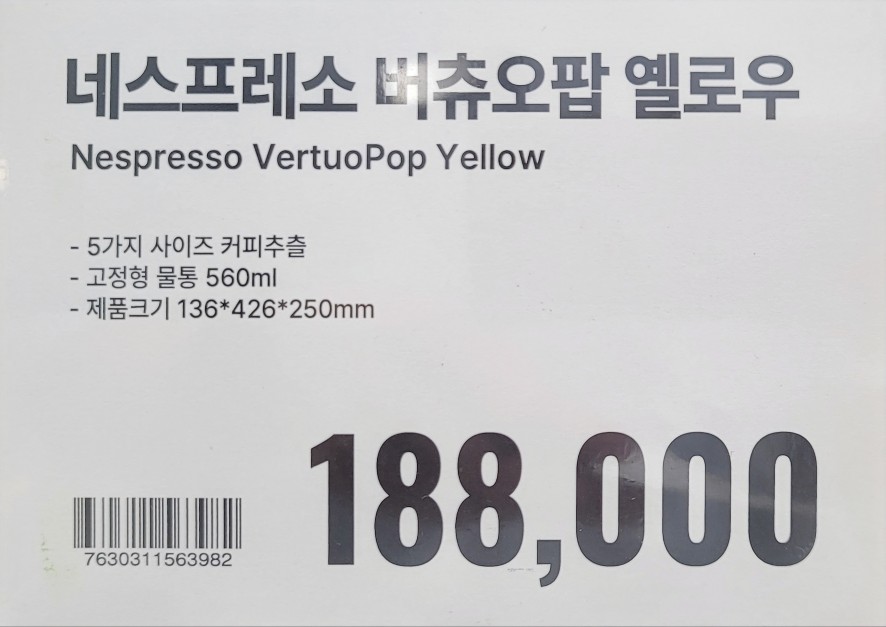 네스프레소 버츄오팝 옐로우
Nespresso VertuoPop Yellow
- 5가지 사이즈 커피추츨
- 고정형 물통 560ml
- 제품크기 136*426*250mm
188,000
7630311563982